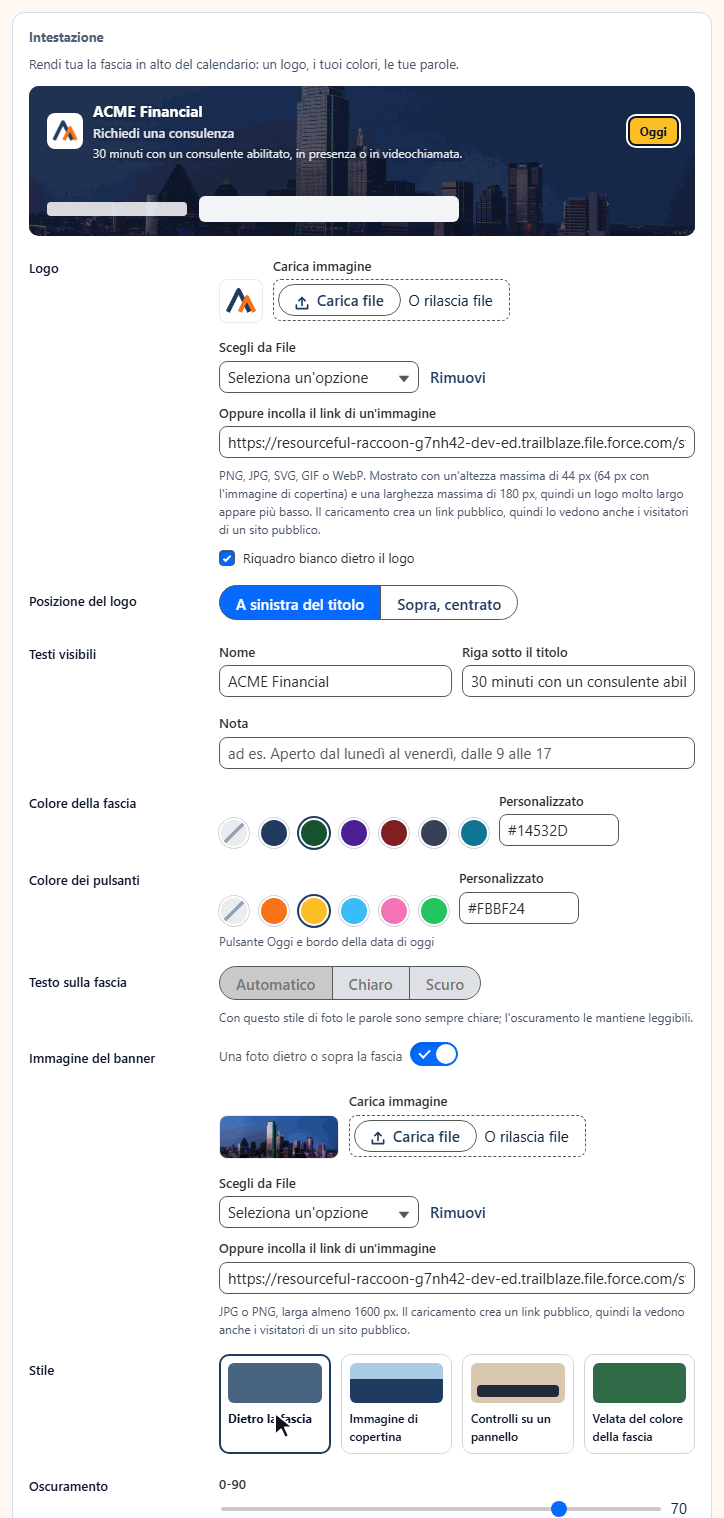 Intestazione
Rendi tua la fascia in alto del calendario: un logo, i tuoi colori, le tue parole.
ACME Financial
Richiedi una consulenza
30 minuti con un consulente abilitato, in presenza o in videochiamata.
Oggi
Logo
Carica immagine
Carica file
O rilascia file
Scegli da File
Seleziona un'opzione
Rimuovi
Oppure incolla il link di un'immagine
https://resourceful-raccoon-g7nh42-dev-ed.trailblaze.file.force.com/s
PNG, JPG, SVG, GIF o WebP. Mostrato con un'altezza massima di 44 px (64 px con
l'immagine di copertina) e una larghezza massima di 180 px, quindi un logo molto largo
appare più basso. Il caricamento crea un link pubblico, quindi lo vedono anche i visitatori
di un sito pubblico.
Riquadro bianco dietro il logo
Posizione del logo
A sinistra del titolo
Sopra, centrato
Testi visibili
Nome
Riga sotto il titolo
ACME Financial
30 minuti con un consulente abil
Nota
ad es. Aperto dal lunedì al venerdì, dalle 9 alle 17
Colore della fascia
Personalizzato
#14532D
Colore dei pulsanti
Personalizzato
#FBBF24
Pulsante Oggi e bordo della data di oggi
Testo sulla fascia
Automatico
Chiaro
Scuro
Con questo stile di foto le parole sono sempre chiare; l'oscuramento le mantiene leggibili.
Immagine del banner
Una foto dietro o sopra la fascia
Carica immagine
Carica file
O rilascia file
Scegli da File
Seleziona un'opzione
Rimuovi
Oppure incolla il link di un'immagine
https://resourceful-raccoon-g7nh42-dev-ed.trailblaze.file.force.com/s
JPG o PNG, larga almeno 1600 px. Il caricamento crea un link pubblico, quindi la vedono
anche i visitatori di un sito pubblico.
Stile
Dietro la fascia
Immagine di
copertina
Controlli su un
pannello
Velata del colore
della fascia
Oscuramento
0-90
70